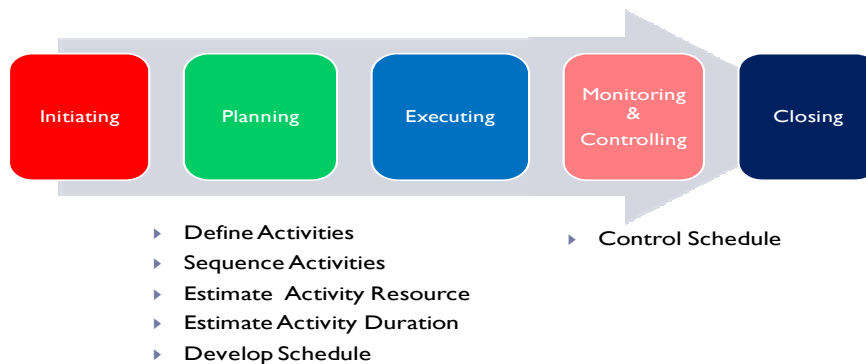 Initiating
Planning
Executing
Monitoring
&
Controlling
Closing
Define Activities
Sequence Activities
Estimate Activity Resource
Estimate Activity Duration
Develop Schedule
Control Schedule